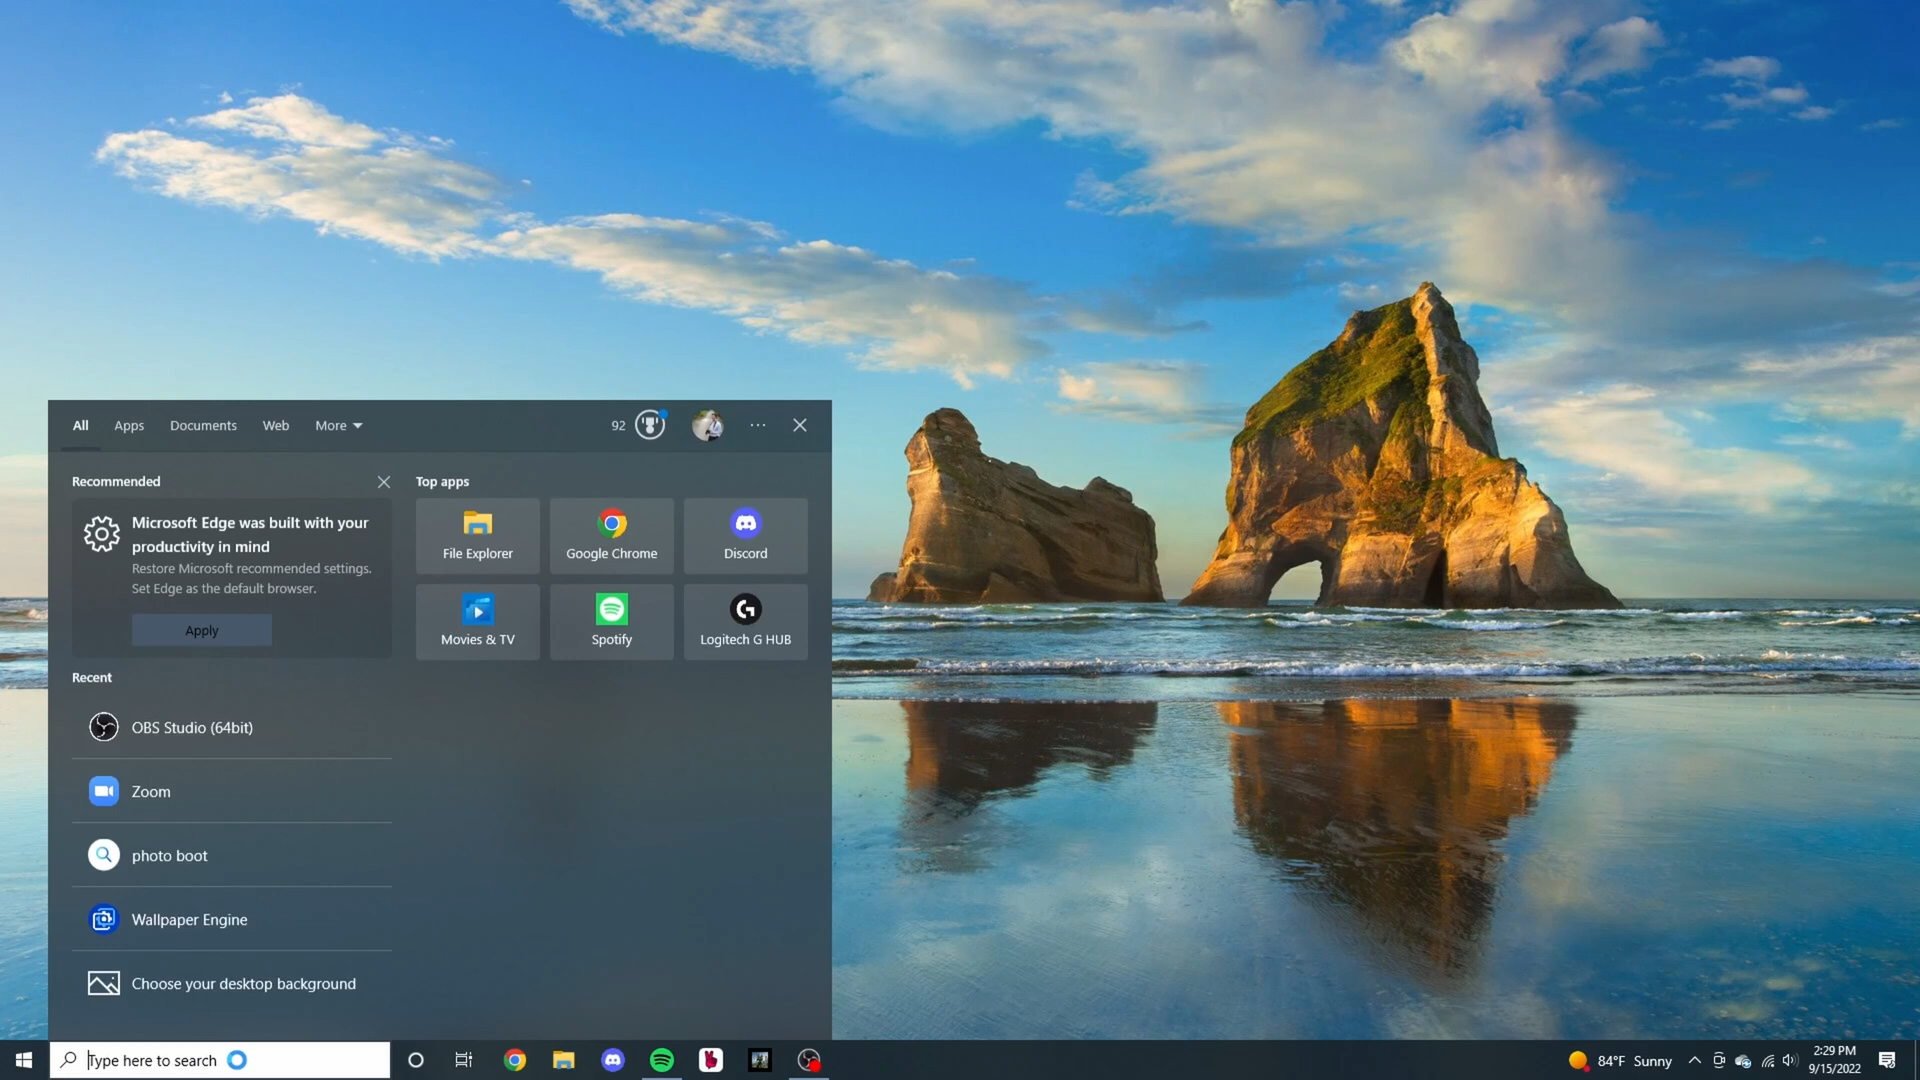 All
Apps
Documents
Web
More
92
Recommended
Microsoft Edge was built with your
productivity in mind
Restore Microsoft recommended settings.
Set Edge as the default browser.
Apply
Top apps
File Explorer
Google Chrome
Discord
Movies & TV
Spotify
Logitech G HUB
Recent
OBS Studio (64bit)
Zoom
photo boot
Wallpaper Engine
Choose your desktop background
Type here to search
84°F Sunny
2:29 PM
9/15/2022